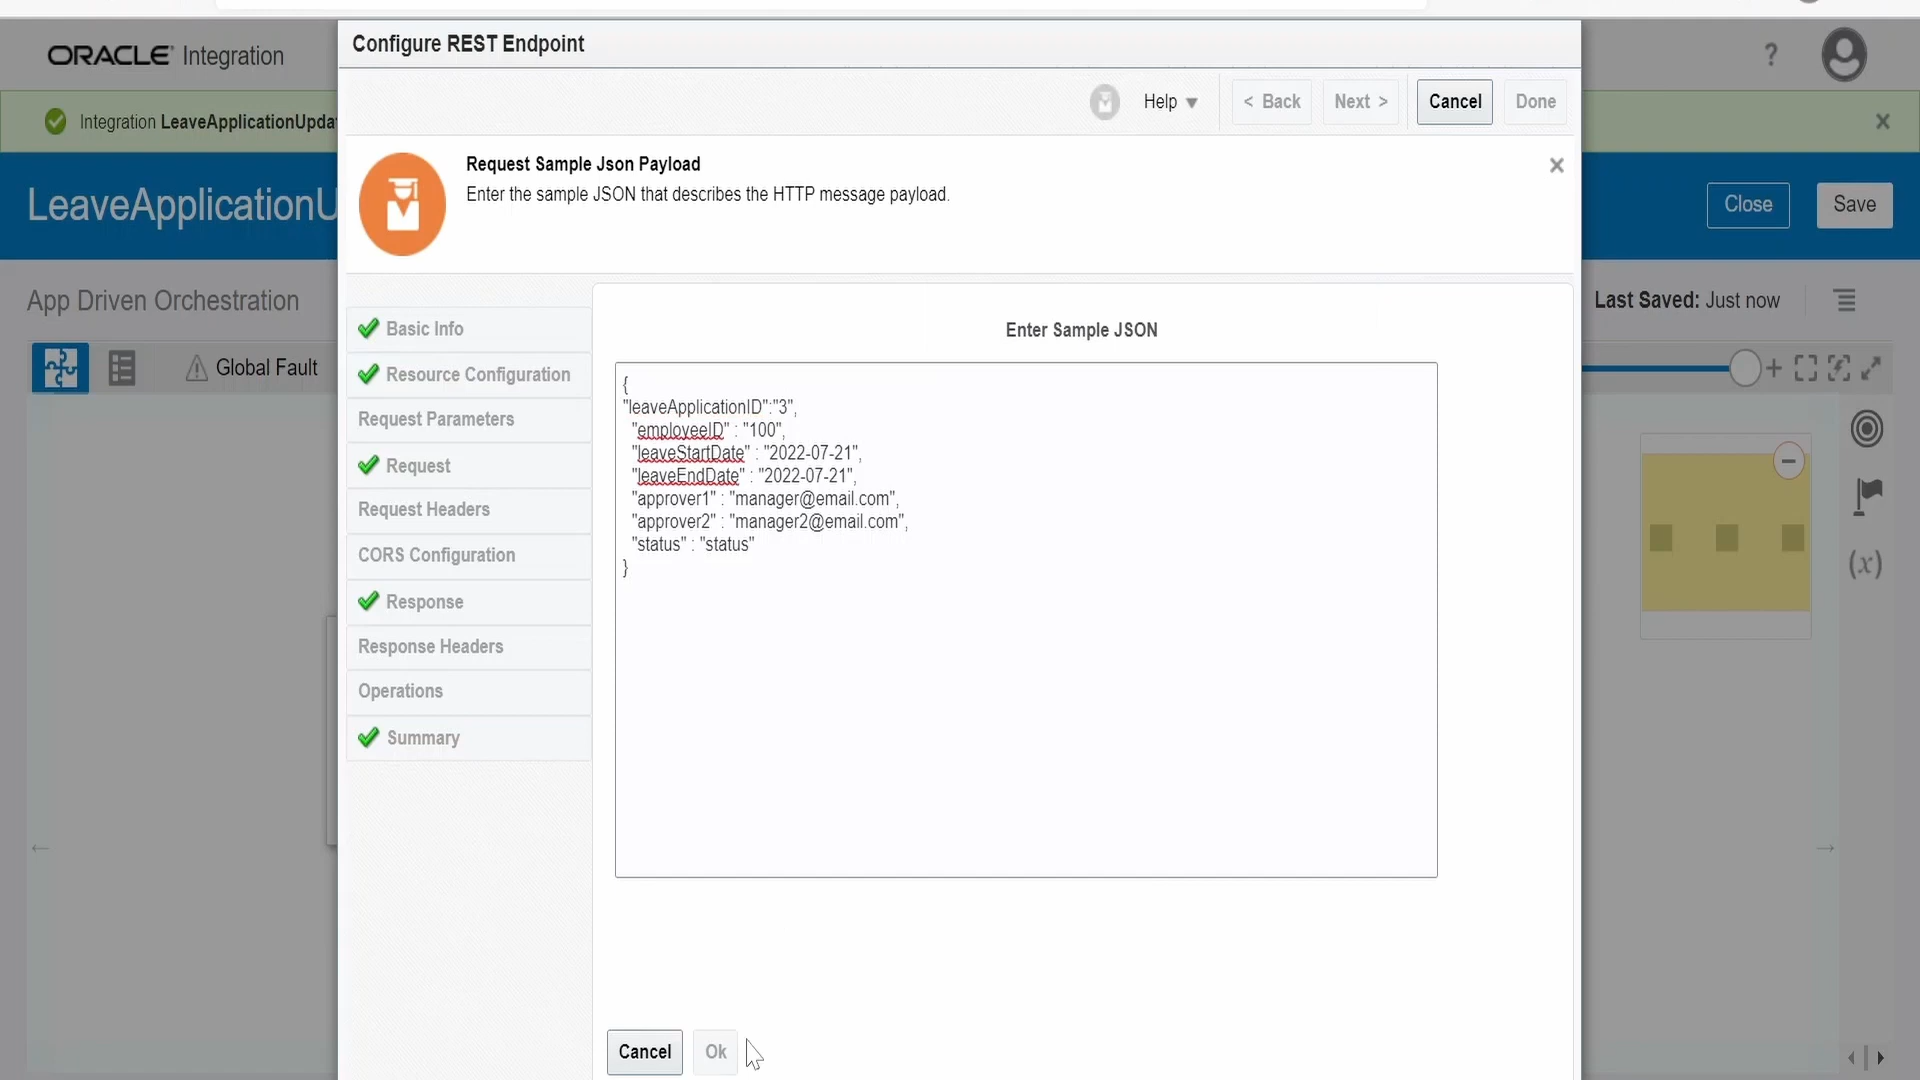 Configure REST Endpoint
ORACLE Integration
?
Help ▼
< Back
Next >
Cancel
Done
Integration LeaveApplicationUpda
Request Sample Json Payload
Enter the sample JSON that describes the HTTP message payload.
LeaveApplicationU
Close
Save
App Driven Orchestration
Last Saved: Just now
Global Fault
Basic Info
Resource Configuration
Request Parameters
Request
Request Headers
CORS Configuration
Response
Response Headers
Operations
Summary
Enter Sample JSON
{
"leaveApplicationID":"3",
"employeeID" : "100",
"leaveStartDate" : "2022-07-21",
"leaveEndDate" : "2022-07-21",
"approver1" : "manager@email.com",
"approver2" : "manager2@email.com",
"status" : "status"
}
(x)
Cancel
Ok